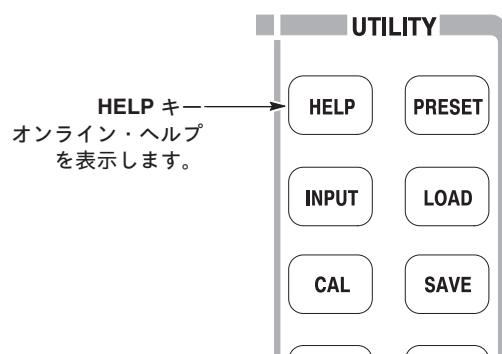 UTILITY
HELP キー
オンライン・ヘルプ
を表示します。
HELP
PRESET
INPUT
LOAD
CAL
SAVE